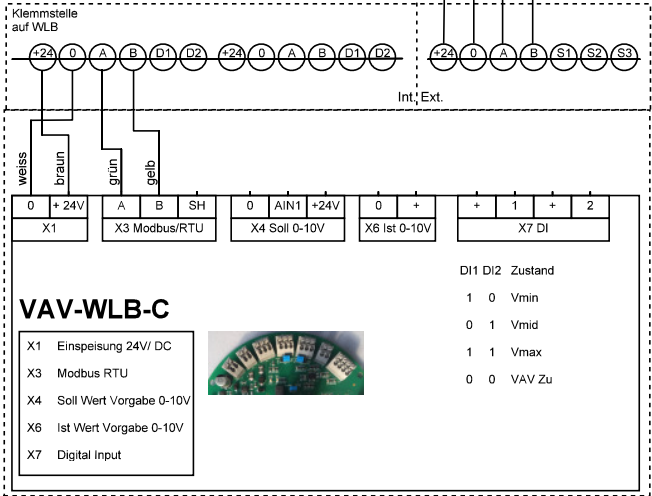 Klemmstelle
auf WLB
+24 0 A B D1 D2 +24 0 A B D1 D2 +24 0 A B S1 S2 S3
Int. Ext.
weiss braun grün gelb
0 + 24V A B SH 0 AIN1 +24V 0 + + 1 + 2
X1 X3 Modbus/RTU X4 Soll 0-10V X6 Ist 0-10V X7 DI
DI1 DI2 Zustand
1 0 Vmin
0 1 Vmid
1 1 Vmax
0 0 VAV Zu
VAV-WLB-C
X1 Einspeisung 24V/ DC
X3 Modbus RTU
X4 Soll Wert Vorgabe 0-10V
X6 Ist Wert Vorgabe 0-10V
X7 Digital Input